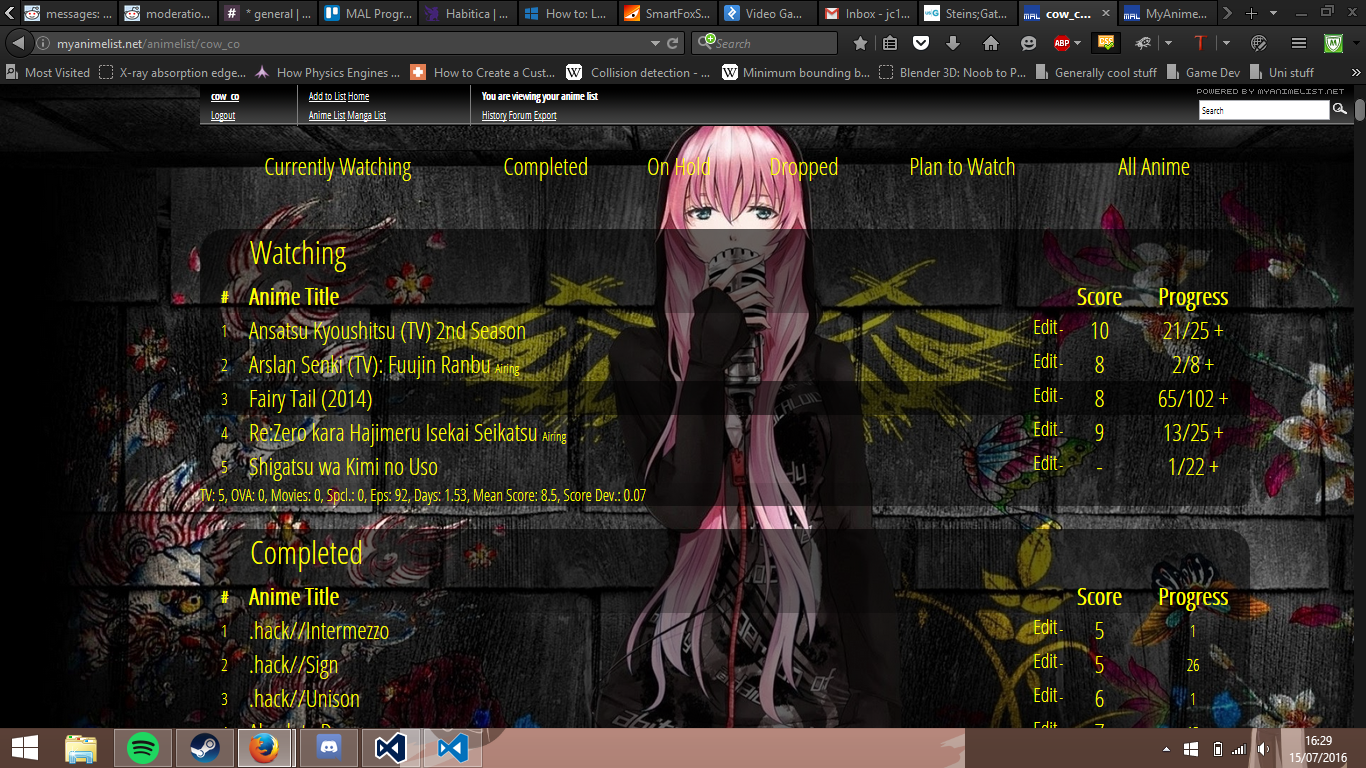 messages: ...
moderatio...
* general | ...
MAL Progr...
Habitica | ...
How to: L...
SmartFoxS...
Video Ga...
Inbox - jc1...
Steins;Gat...
cow_c... ×
MyAnime...
myanimelist.net/animelist/cow_co
Search
ABP
CSS
Most Visited
X-ray absorption edge...
How Physics Engines ...
How to Create a Cust...
Collision detection - ...
Minimum bounding b...
Blender 3D: Noob to P...
Generally cool stuff
Game Dev
Uni stuff
cow_co
Add to List Home
You are viewing your anime list
POWERED BY MYANIMELIST.NET
Logout
Anime List Manga List
History Forum Export
Search
Currently Watching
Completed
On Hold
Dropped
Plan to Watch
All Anime
Watching
# Anime Title Score Progress
1 Ansatsu Kyoushitsu (TV) 2nd Season Edit - 10 21/25 +
2 Arslan Senki (TV): Fuujin Ranbu Airing Edit - 8 2/8 +
3 Fairy Tail (2014) Edit - 8 65/102 +
4 Re:Zero kara Hajimeru Isekai Seikatsu Airing Edit - 9 13/25 +
5 Shigatsu wa Kimi no Uso Edit - - 1/22 +
TV: 5, OVA: 0, Movies: 0, Spcl.: 0, Eps: 92, Days: 1.53, Mean Score: 8.5, Score Dev.: 0.07
Completed
# Anime Title Score Progress
1 .hack//Intermezzo Edit - 5 1
2 .hack//Sign Edit - 5 26
3 .hack//Unison Edit - 6 1
16:29
15/07/2016